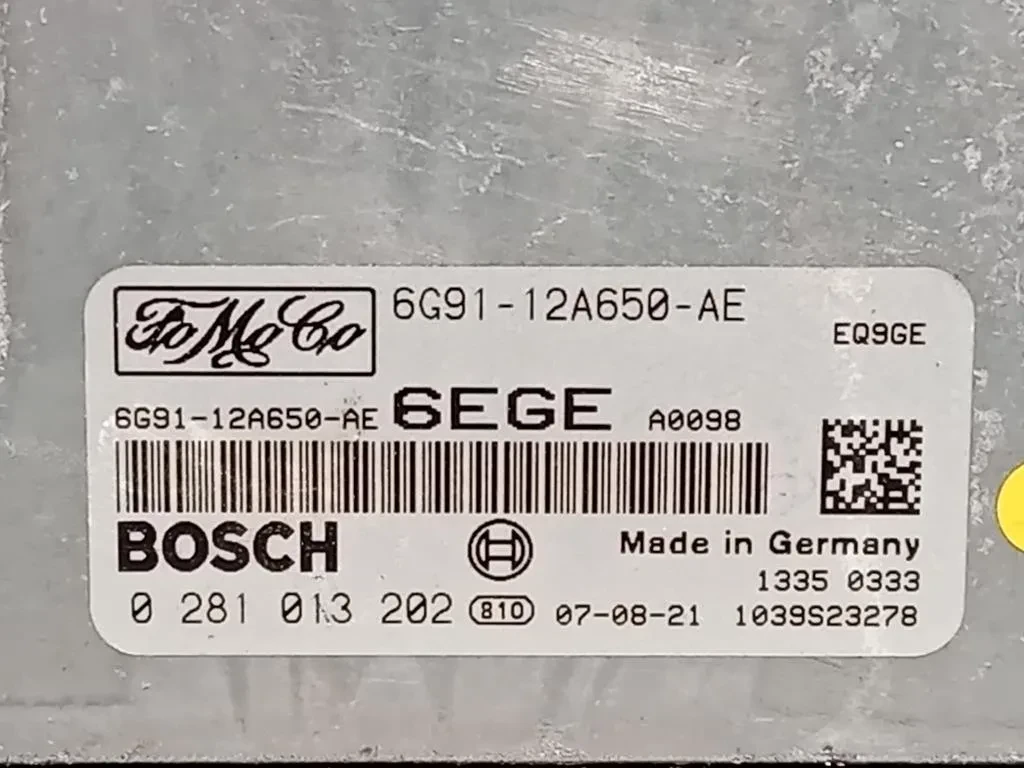 FoMoCo
6G91-12A650-AE
EQ9GE
6G91-12A650-AE 6EGE A0098
BOSCH
Made in Germany
1335 0333
0 281 013 202 810 07-08-21 1039S23278